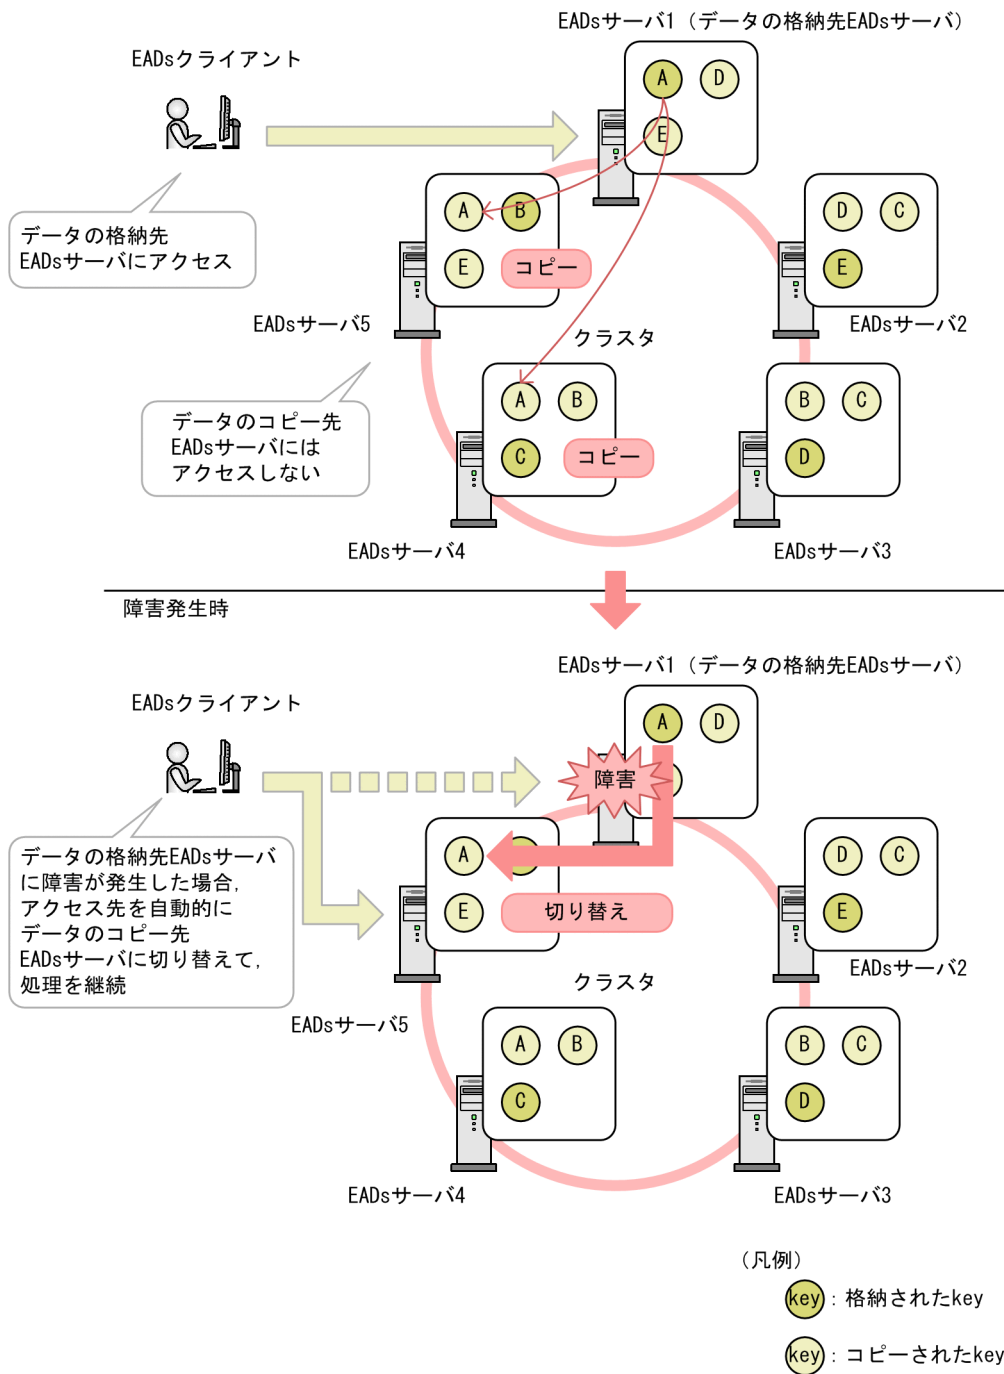 EADsサーバ1（データの格納先EADsサーバ）
EADsクライアント
A
D
E
データの格納先
EADsサーバにアクセス
A
B
E
コピー
EADsサーバ5
D
C
E
EADsサーバ2
クラスタ
データのコピー先
EADsサーバには
アクセスしない
A
B
C
コピー
EADsサーバ4
B
C
D
EADsサーバ3
障害発生時
EADsサーバ1（データの格納先EADsサーバ）
EADsクライアント
A
D
障害
データの格納先EADsサーバ
に障害が発生した場合，
アクセス先を自動的に
データのコピー先
EADsサーバに切り替えて，
処理を継続
A
E
切り替え
EADsサーバ5
D
C
E
EADsサーバ2
クラスタ
A
B
C
EADsサーバ4
B
C
D
EADsサーバ3
（凡例）
key：格納されたkey
key：コピーされたkey